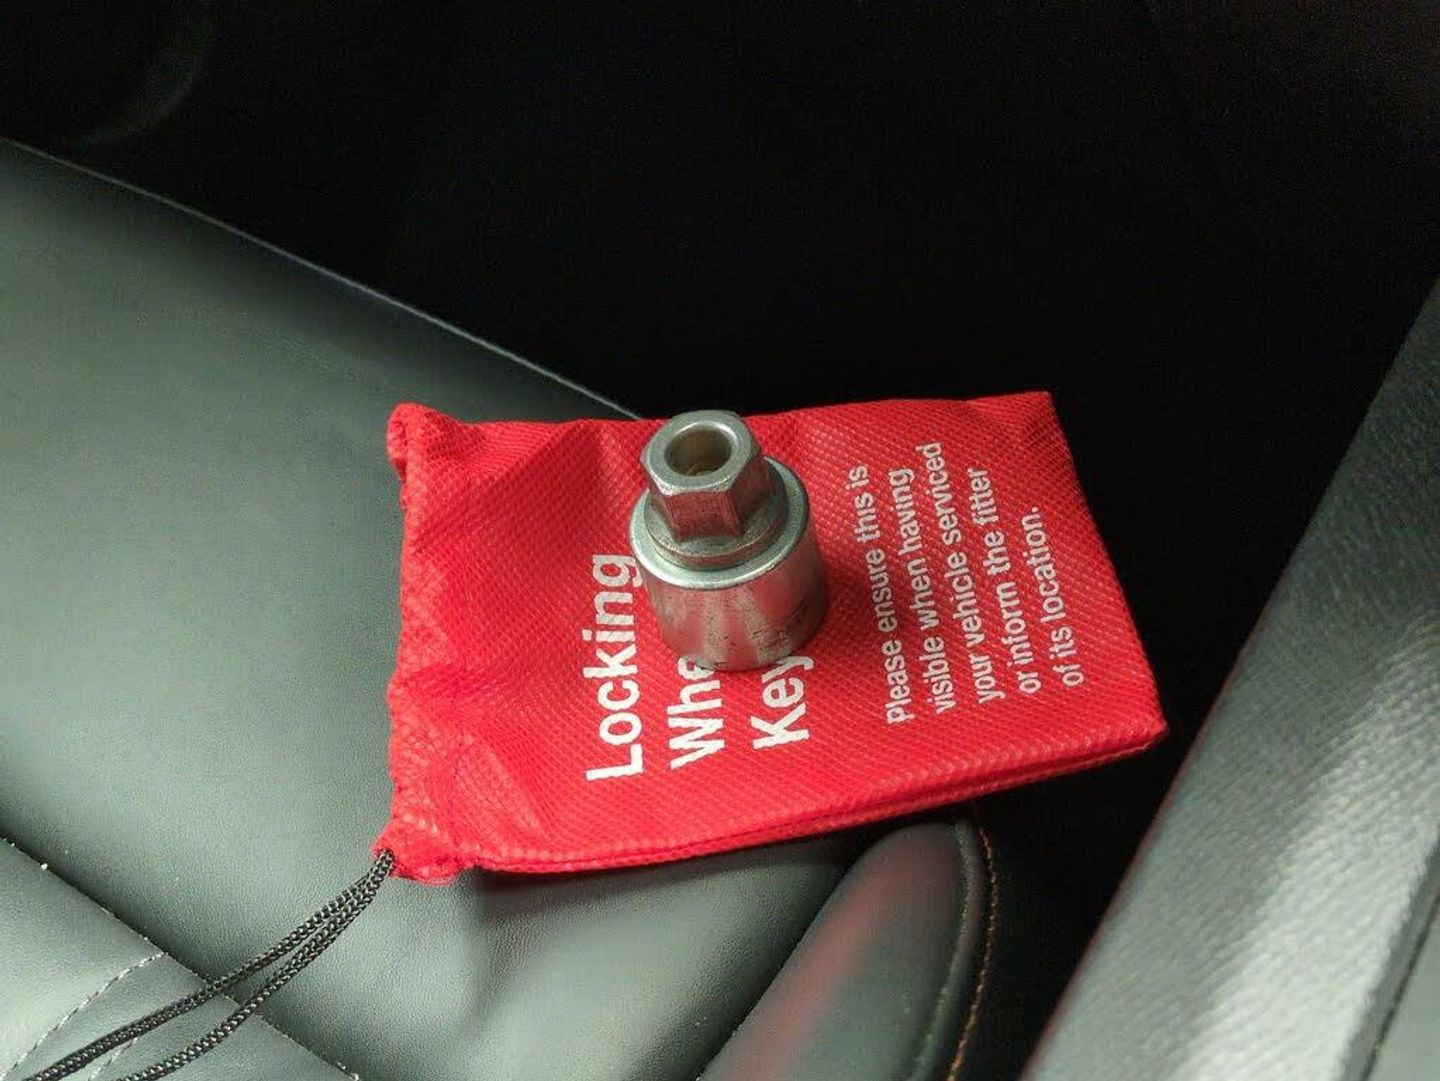 Locking
Whe
Key
Please ensure this is
visible when having
your vehicle serviced
or inform the fitter
of its location.